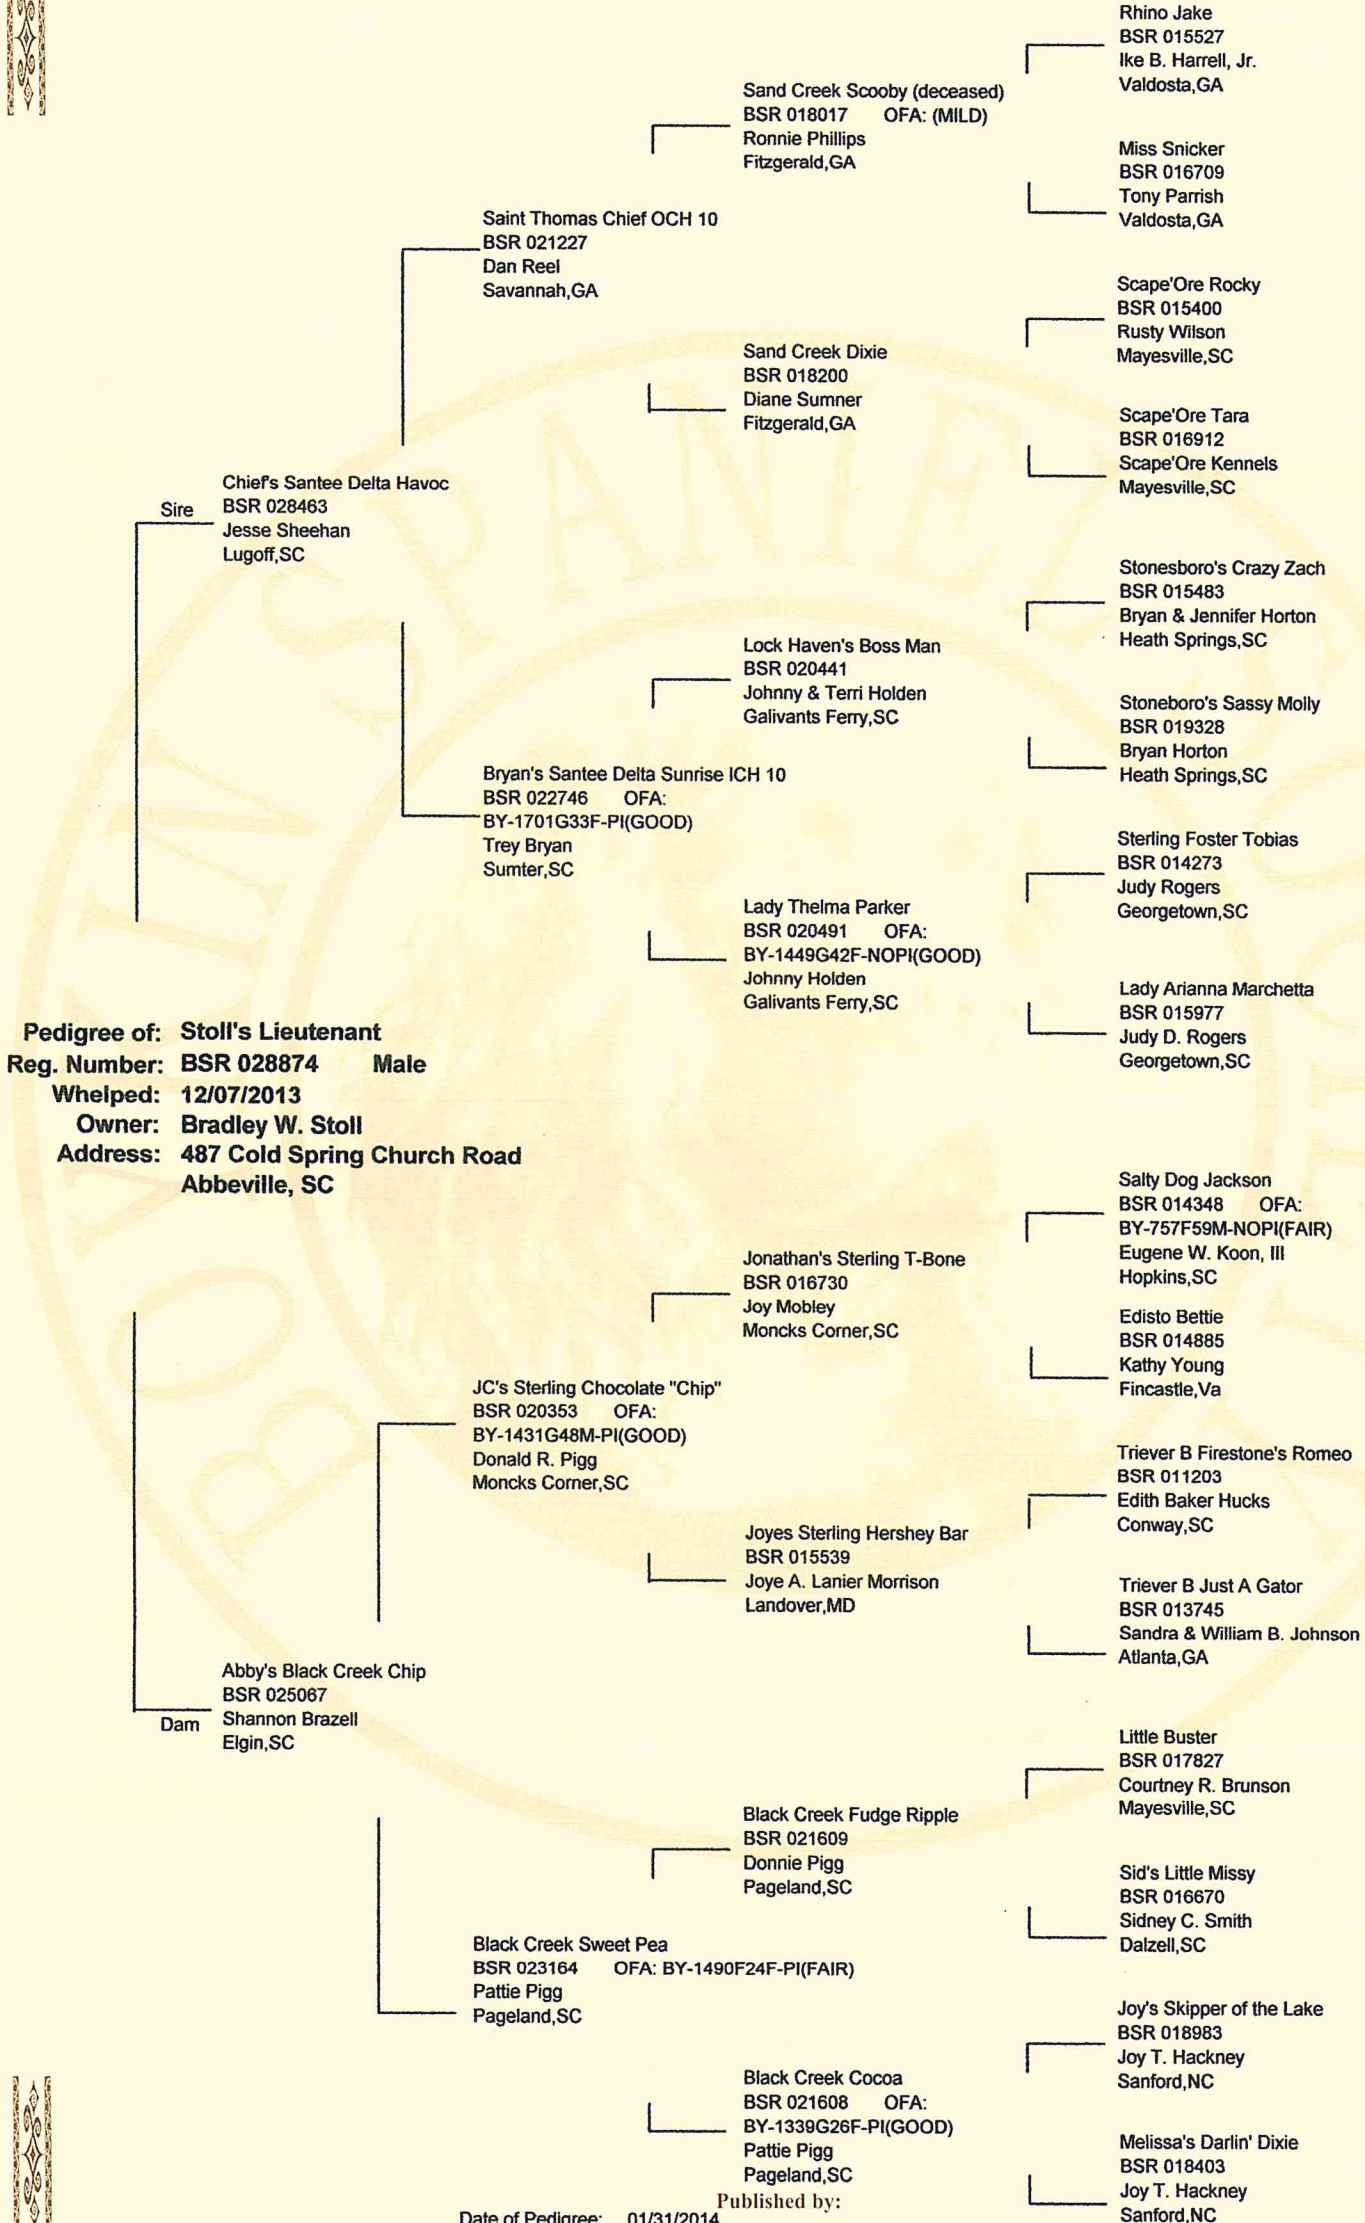 Rhino Jake
BSR 015527
Ike B. Harrell, Jr.
Valdosta,GA
Sand Creek Scooby (deceased)
BSR 018017 OFA: (MILD)
Ronnie Phillips
Fitzgerald,GA
Miss Snicker
BSR 016709
Tony Parrish
Valdosta,GA
Saint Thomas Chief OCH 10
BSR 021227
Dan Reel
Savannah,GA
Scape'Ore Rocky
BSR 015400
Rusty Wilson
Mayesville,SC
Sand Creek Dixie
BSR 018200
Diane Sumner
Fitzgerald,GA
Scape'Ore Tara
BSR 016912
Scape'Ore Kennels
Mayesville,SC
Sire
Chief's Santee Delta Havoc
BSR 028463
Jesse Sheehan
Lugoff,SC
Stonesboro's Crazy Zach
BSR 015483
Bryan & Jennifer Horton
Heath Springs,SC
Lock Haven's Boss Man
BSR 020441
Johnny & Terri Holden
Galivants Ferry,SC
Stoneboro's Sassy Molly
BSR 019328
Bryan Horton
Heath Springs,SC
Bryan's Santee Delta Sunrise ICH 10
BSR 022746 OFA:
BY-1701G33F-PI(GOOD)
Trey Bryan
Sumter,SC
Sterling Foster Tobias
BSR 014273
Judy Rogers
Georgetown,SC
Lady Thelma Parker
BSR 020491 OFA:
BY-1449G42F-NOPI(GOOD)
Johnny Holden
Galivants Ferry,SC
Lady Arianna Marchetta
BSR 015977
Judy D. Rogers
Georgetown,SC
Pedigree of: Stoll's Lieutenant
Reg. Number: BSR 028874 Male
Whelped: 12/07/2013
Owner: Bradley W. Stoll
Address: 487 Cold Spring Church Road
Abbeville, SC
Salty Dog Jackson
BSR 014348 OFA:
BY-757F59M-NOPI(FAIR)
Eugene W. Koon, III
Hopkins,SC
Jonathan's Sterling T-Bone
BSR 016730
Joy Mobley
Moncks Corner,SC
Edisto Bettie
BSR 014885
Kathy Young
Fincastle,Va
JC's Sterling Chocolate "Chip"
BSR 020353 OFA:
BY-1431G48M-PI(GOOD)
Donald R. Pigg
Moncks Corner,SC
Triever B Firestone's Romeo
BSR 011203
Edith Baker Hucks
Conway,SC
Joyes Sterling Hershey Bar
BSR 015539
Joye A. Lanier Morrison
Landover,MD
Triever B Just A Gator
BSR 013745
Sandra & William B. Johnson
Atlanta,GA
Dam
Abby's Black Creek Chip
BSR 025067
Shannon Brazell
Elgin,SC
Little Buster
BSR 017827
Courtney R. Brunson
Mayesville,SC
Black Creek Fudge Ripple
BSR 021609
Donnie Pigg
Pageland,SC
Sid's Little Missy
BSR 016670
Sidney C. Smith
Dalzell,SC
Black Creek Sweet Pea
BSR 023164 OFA: BY-1490F24F-PI(FAIR)
Pattie Pigg
Pageland,SC
Joy's Skipper of the Lake
BSR 018983
Joy T. Hackney
Sanford,NC
Black Creek Cocoa
BSR 021608 OFA:
BY-1339G26F-PI(GOOD)
Pattie Pigg
Pageland,SC
Melissa's Darlin' Dixie
BSR 018403
Joy T. Hackney
Sanford,NC
Published by:
Date of Pedigree: 01/31/2014
BOYKIN SPANIEL